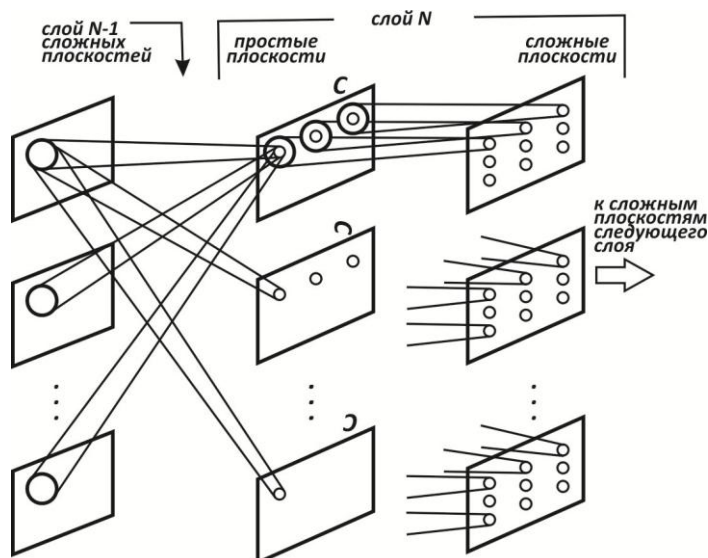 слой N-1
сложных
плоскостей
слой N
простые
плоскости
сложные
плоскости
С
С
С
к сложным
плоскостям
следующего
слоя